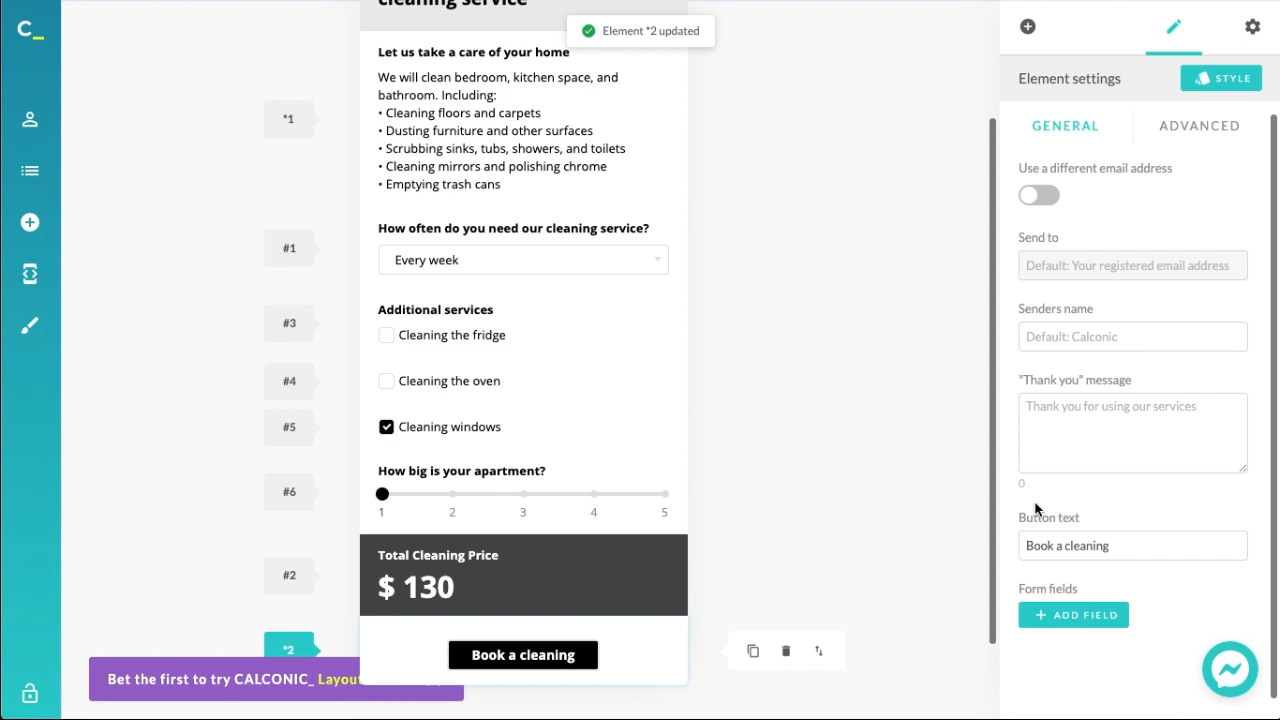 C_
cleaning service
Element *2 updated
Let us take a care of your home
We will clean bedroom, kitchen space, and
bathroom. Including:
• Cleaning floors and carpets
• Dusting furniture and other surfaces
• Scrubbing sinks, tubs, showers, and toilets
• Cleaning mirrors and polishing chrome
• Emptying trash cans
*1
How often do you need our cleaning service?
#1
Every week
Additional services
#3
Cleaning the fridge
#4
Cleaning the oven
#5
Cleaning windows
How big is your apartment?
#6
1 2 3 4 5
Total Cleaning Price
#2
$ 130
*2
Book a cleaning
Bet the first to try CALCONIC_ Layout
Element settings
STYLE
GENERAL
ADVANCED
Use a different email address
Send to
Default: Your registered email address
Senders name
Default: Calconic
"Thank you" message
Thank you for using our services
0
Button text
Book a cleaning
Form fields
+ ADD FIELD